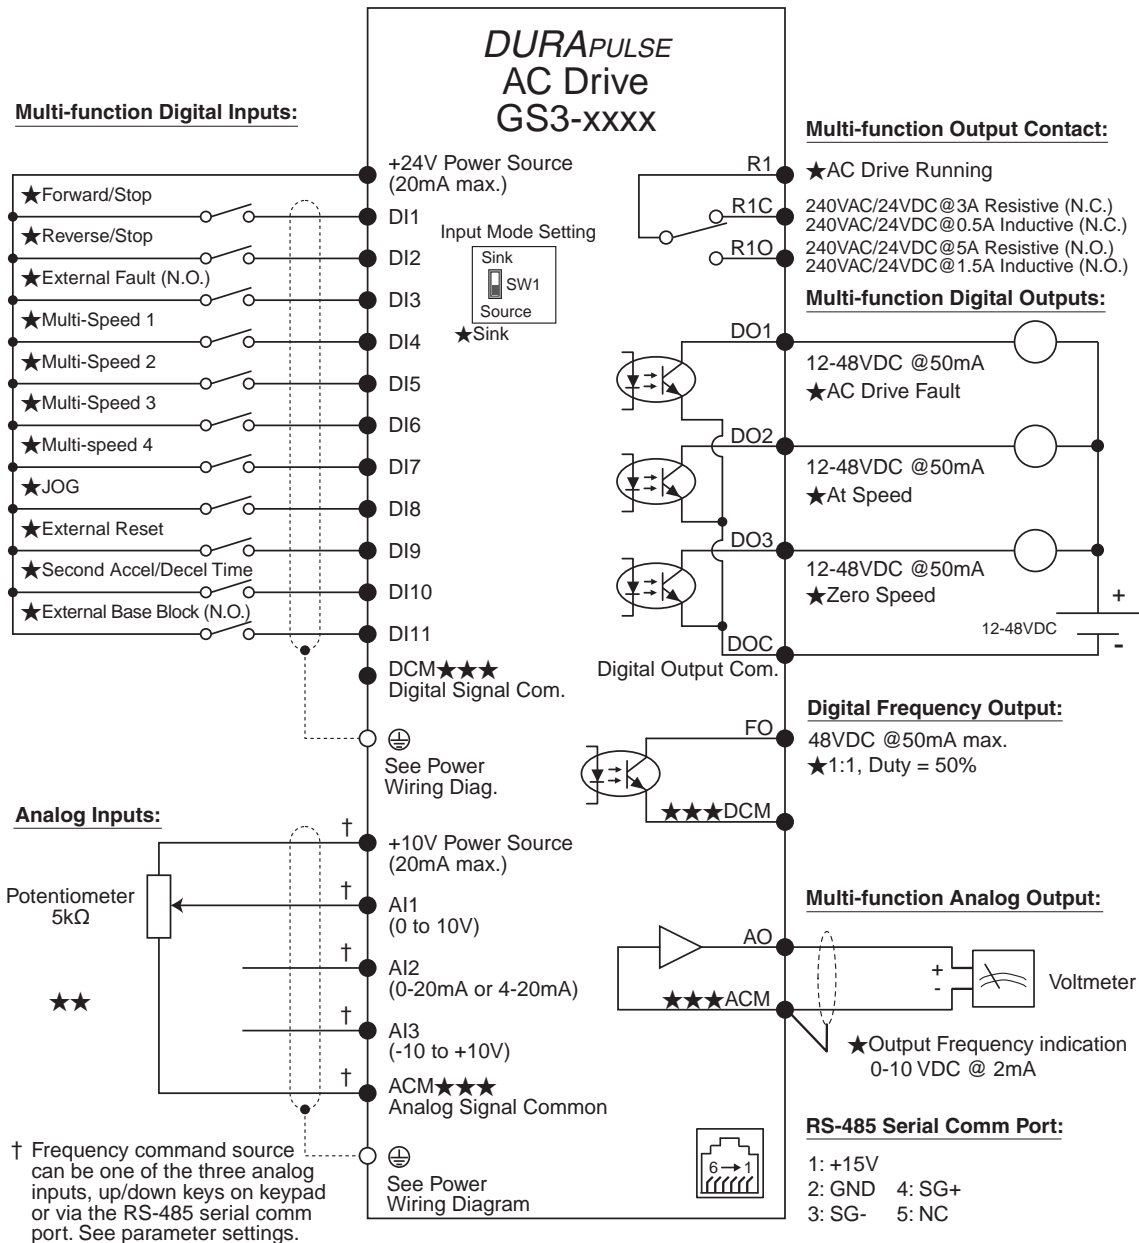 DURAPULSE
AC Drive
GS3-xxxx
Multi-function Digital Inputs:
★Forward/Stop
★Reverse/Stop
★External Fault (N.O.)
★Multi-Speed 1
★Multi-Speed 2
★Multi-Speed 3
★Multi-speed 4
★JOG
★External Reset
★Second Accel/Decel Time
★External Base Block (N.O.)
+24V Power Source
(20mA max.)
DI1
DI2
DI3
DI4
DI5
DI6
DI7
DI8
DI9
DI10
DI11
DCM★★★
Digital Signal Com.
See Power
Wiring Diag.
Input Mode Setting
Sink
SW1
Source
★Sink
Analog Inputs:
Potentiometer
5kΩ
★★
†
+10V Power Source
(20mA max.)
†
AI1
(0 to 10V)
†
AI2
(0-20mA or 4-20mA)
†
AI3
(-10 to +10V)
†
ACM★★★
Analog Signal Common
See Power
Wiring Diagram
† Frequency command source
can be one of the three analog
inputs, up/down keys on keypad
or via the RS-485 serial comm
port. See parameter settings.
Multi-function Output Contact:
R1
★AC Drive Running
R1C
240VAC/24VDC@3A Resistive (N.C.)
240VAC/24VDC@0.5A Inductive (N.C.)
R1O
240VAC/24VDC@5A Resistive (N.O.)
240VAC/24VDC@1.5A Inductive (N.O.)
Multi-function Digital Outputs:
DO1
12-48VDC @50mA
★AC Drive Fault
DO2
12-48VDC @50mA
★At Speed
DO3
12-48VDC @50mA
★Zero Speed
+
12-48VDC
-
DOC
Digital Output Com.
Digital Frequency Output:
FO
48VDC @50mA max.
★1:1, Duty = 50%
★★★DCM
Multi-function Analog Output:
AO
+
-
Voltmeter
★★★ACM
★Output Frequency indication
0-10 VDC @ 2mA
RS-485 Serial Comm Port:
6→1
1: +15V
2: GND 4: SG+
3: SG- 5: NC